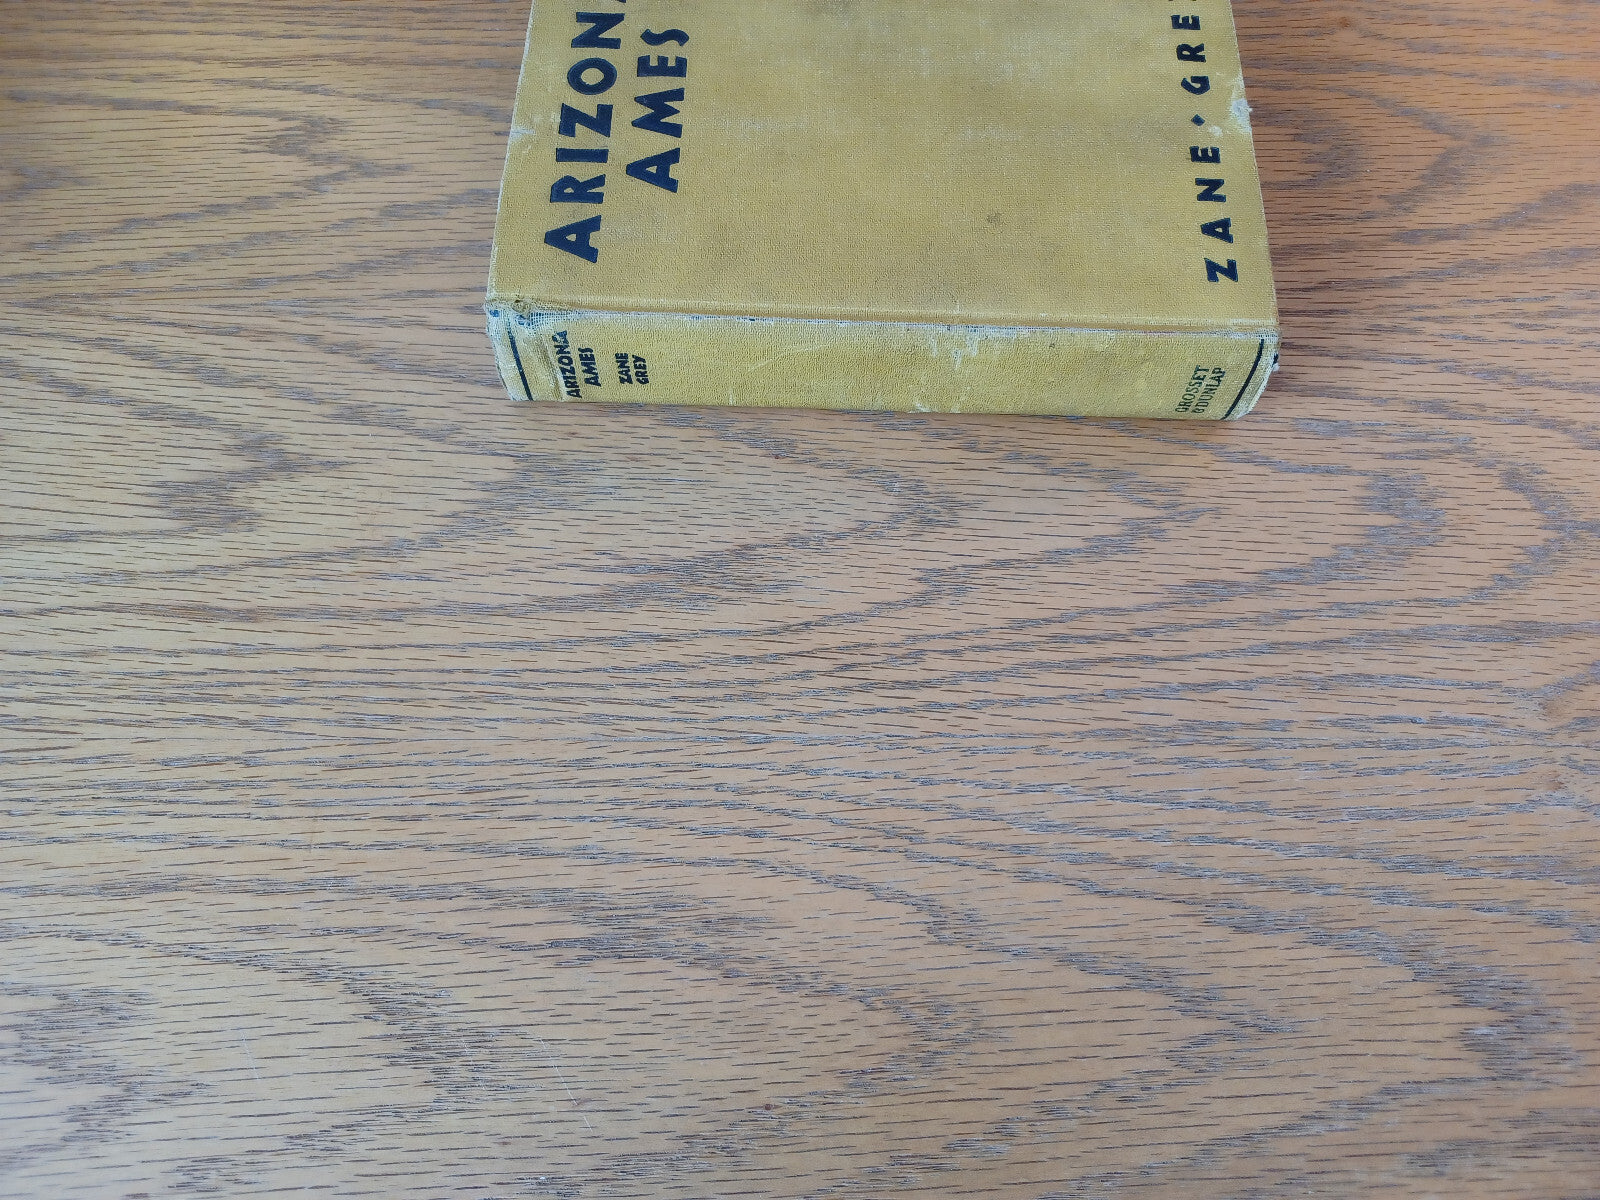 ARIZONA
AMES
ZANE · GREY
ARIZONA
AMES
ZANE
GREY
GROSSET
& DUNLAP